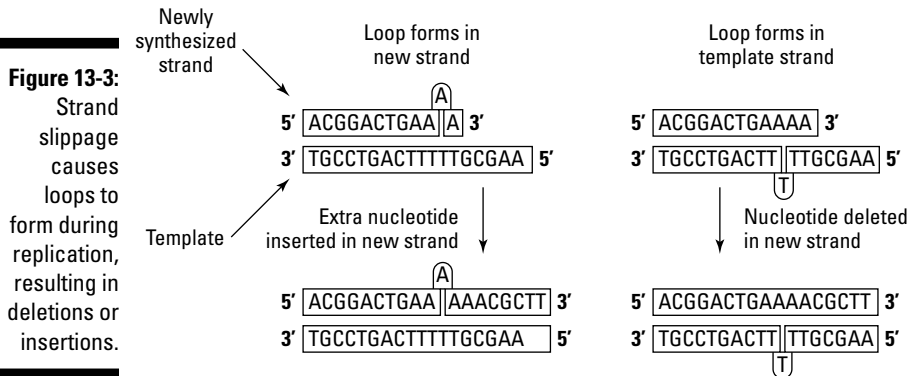 Figure 13-3:
Strand
slippage
causes
loops to
form during
replication,
resulting in
deletions or
insertions.
Newly
synthesized
strand
Template
Loop forms in
new strand
A
5′ ACGGACTGAA A 3′
3′ TGCCTGACTTTTTGCGAA 5′
Extra nucleotide
inserted in new strand
A
5′ ACGGACTGAA AAACGCTT 3′
3′ TGCCTGACTTTTTGCGAA 5′
Loop forms in
template strand
5′ ACGGACTGAAAA 3′
3′ TGCCTGACTT TTGCGAA 5′
T
Nucleotide deleted
in new strand
5′ ACGGACTGAAAACGCTT 3′
3′ TGCCTGACTT TTGCGAA 5′
T